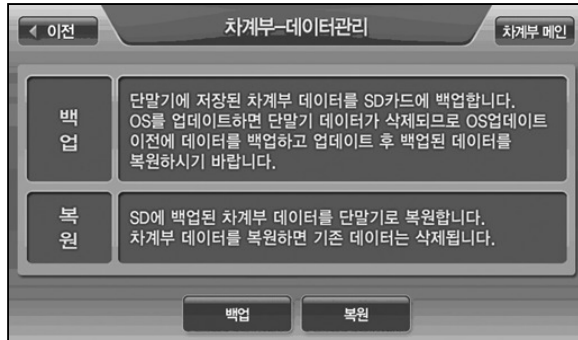 이전
차계부-데이터관리
차계부 메인
백업
단말기에 저장된 차계부 데이터를 SD카드에 백업합니다.
OS를 업데이트하면 단말기 데이터가 삭제되므로 OS업데이트
이전에 데이터를 백업하고 업데이트 후 백업된 데이터를
복원하시기 바랍니다.
복원
SD에 백업된 차계부 데이터를 단말기로 복원합니다.
차계부 데이터를 복원하면 기존 데이터는 삭제됩니다.
백업
복원